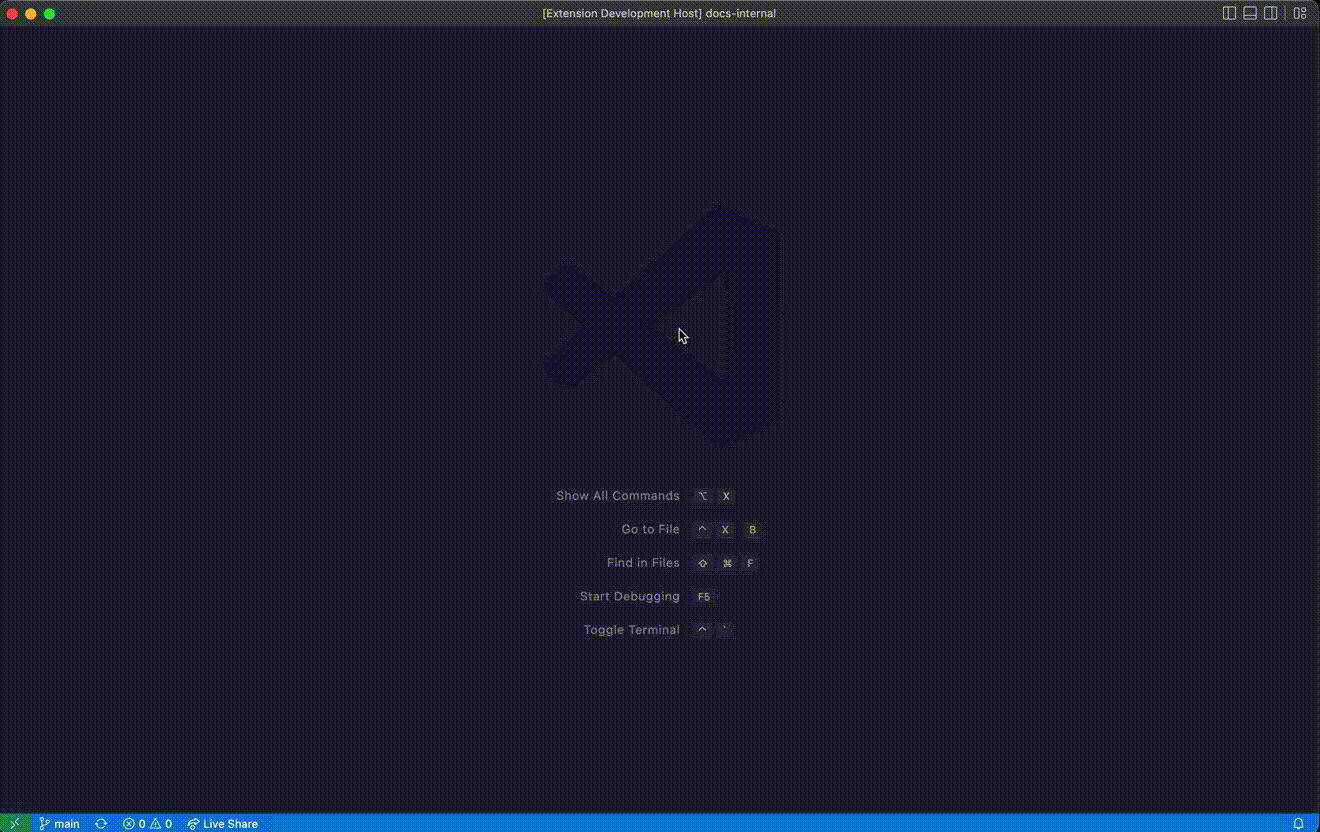 [Extension Development Host] docs-internal
Show All Commands ⌥ X
Go to File ^ X B
Find in Files ⇧ ⌘ F
Start Debugging F5
Toggle Terminal ^ `
main 0 0 Live Share